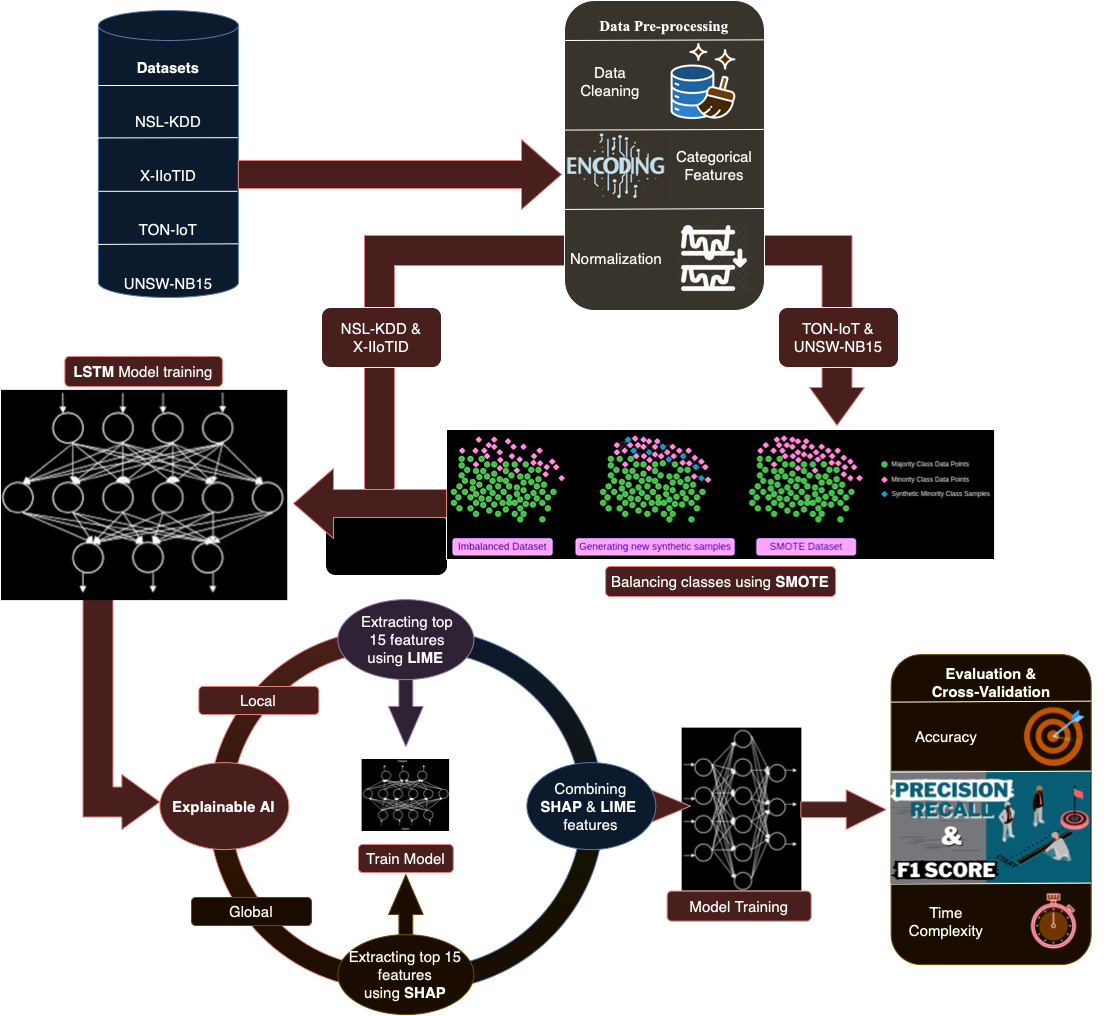 Datasets
NSL-KDD
X-IIoTID
TON-IoT
UNSW-NB15
Data Pre-processing
Data
Cleaning
ENCODING
Categorical
Features
Normalization
NSL-KDD &
X-IIoTID
TON-IoT &
UNSW-NB15
LSTM Model training
Majority Class Data Points
Minority Class Data Points
Synthetic Minority Class Samples
Imbalanced Dataset
Generating new synthetic samples
SMOTE Dataset
Balancing classes using SMOTE
Extracting top
15 features
using LIME
Local
Explainable AI
Global
Train Model
Extracting top 15
features
using SHAP
Combining
SHAP & LIME
features
Model Training
Evaluation &
Cross-Validation
Accuracy
PRECISION
RECALL
&
F1 SCORE
START
Time
Complexity